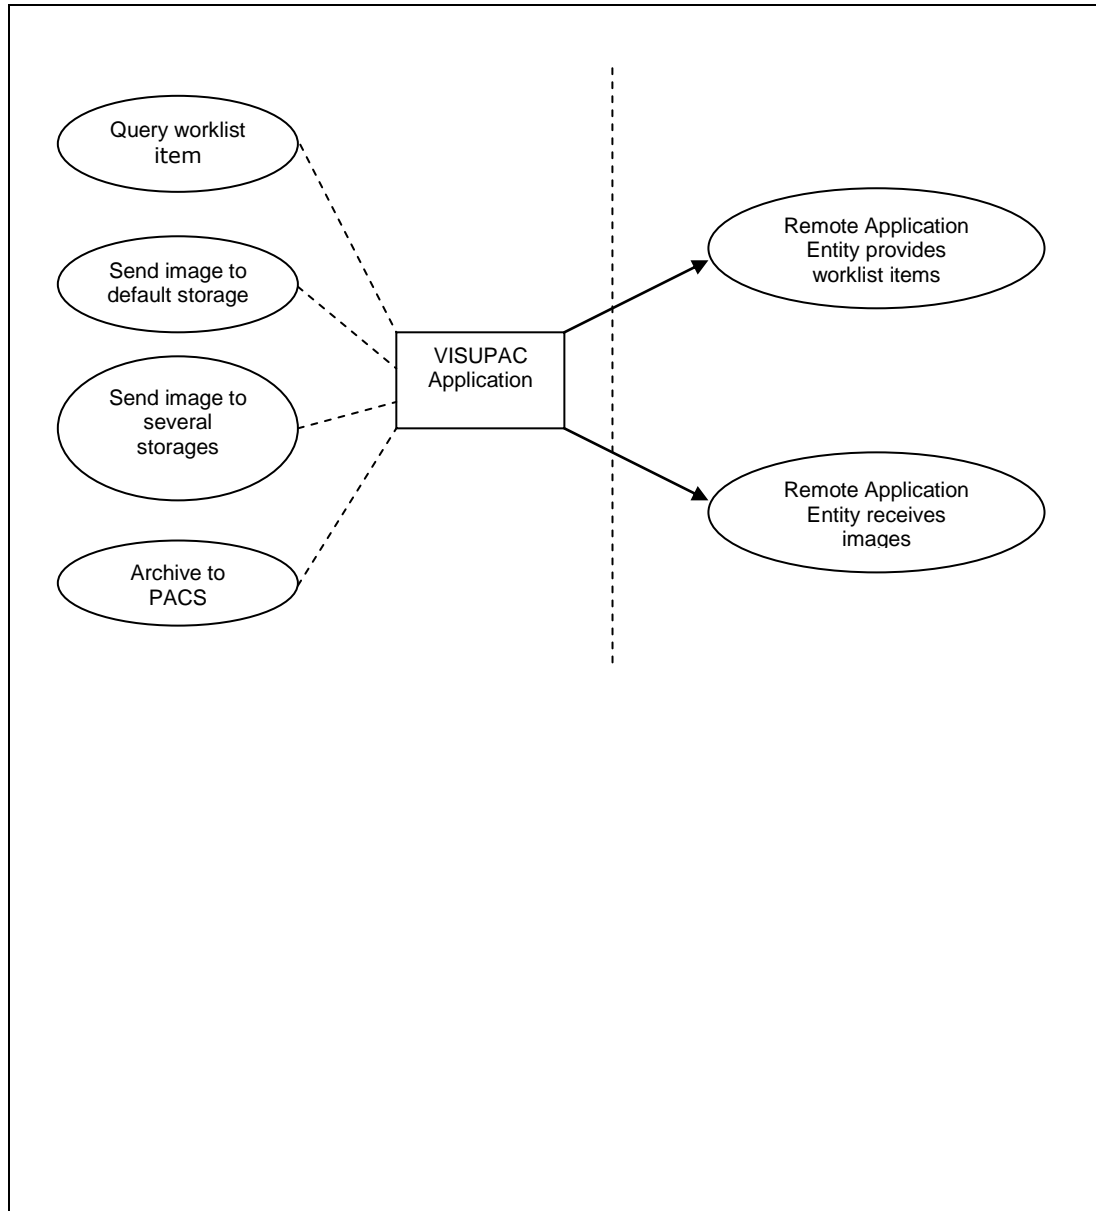 Query worklist
item
Send image to
default storage
Send image to
several
storages
Archive to
PACS
VISUPAC
Application
Remote Application
Entity provides
worklist items
Remote Application
Entity receives
images